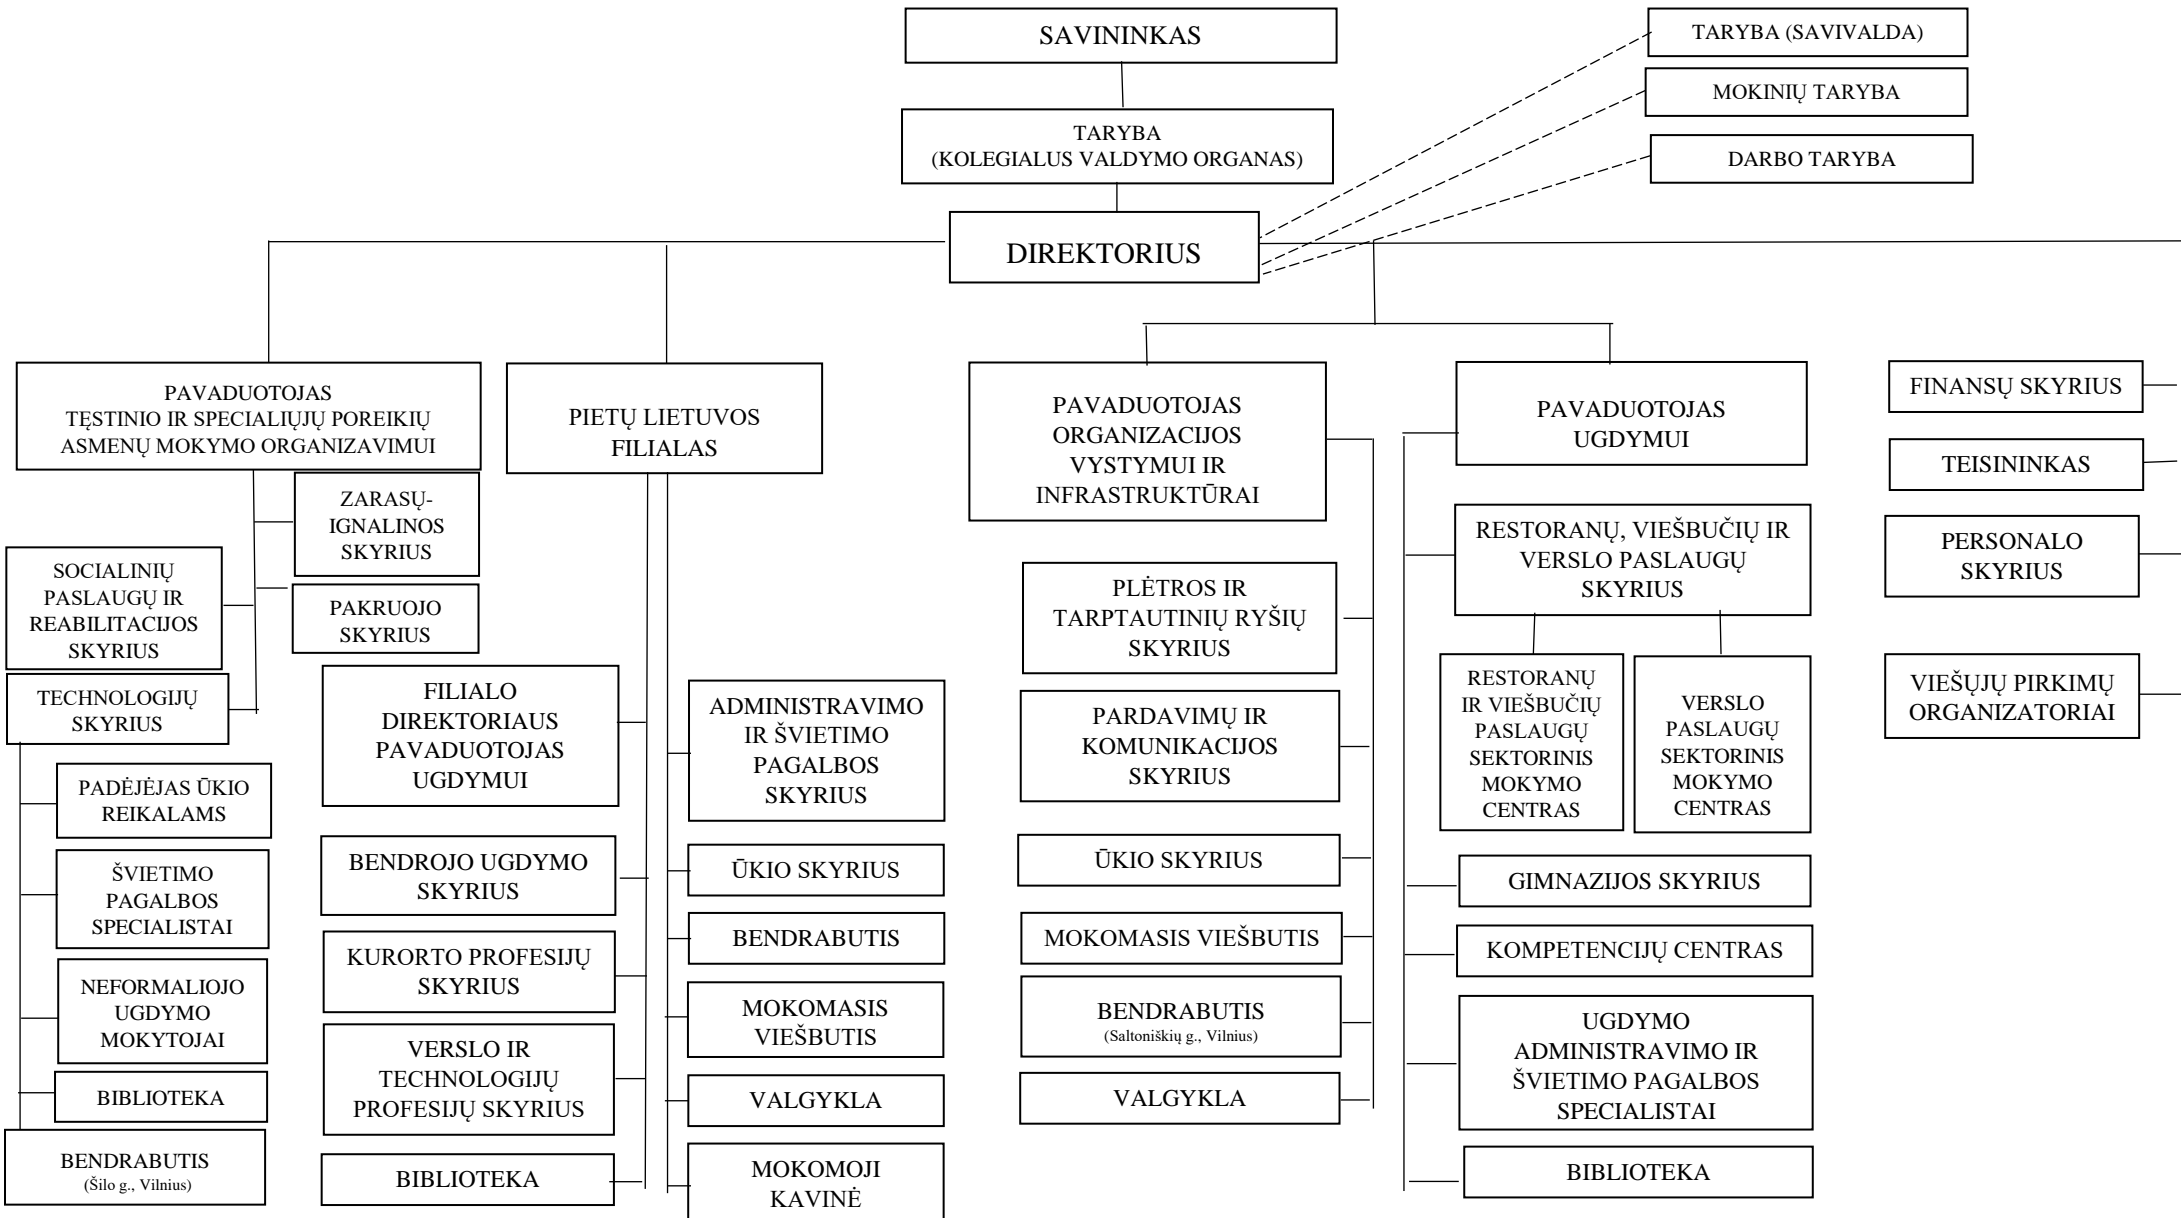 SAVININKAS
TARYBA
(KOLEGIALUS VALDYMO ORGANAS)
TARYBA (SAVIVALDA)
MOKINIŲ TARYBA
DARBO TARYBA
DIREKTORIUS
PAVADUOTOJAS
TĘSTINIO IR SPECIALIŲJŲ POREIKIŲ
ASMENŲ MOKYMO ORGANIZAVIMUI
ZARASŲ-
IGNALINOS
SKYRIUS
SOCIALINIŲ
PASLAUGŲ IR
REABILITACIJOS
SKYRIUS
PAKRUOJO
SKYRIUS
TECHNOLOGIJŲ
SKYRIUS
PADĖJĖJAS ŪKIO
REIKALAMS
ŠVIETIMO
PAGALBOS
SPECIALISTAI
NEFORMALIOJO
UGDYMO
MOKYTOJAI
BIBLIOTEKA
BENDRABUTIS
(Šilo g., Vilnius)
PIETŲ LIETUVOS
FILIALAS
FILIALO
DIREKTORIAUS
PAVADUOTOJAS
UGDYMUI
BENDROJO UGDYMO
SKYRIUS
KURORTO PROFESIJŲ
SKYRIUS
VERSLO IR
TECHNOLOGIJŲ
PROFESIJŲ SKYRIUS
BIBLIOTEKA
ADMINISTRAVIMO
IR ŠVIETIMO
PAGALBOS
SKYRIUS
ŪKIO SKYRIUS
BENDRABUTIS
MOKOMASIS
VIEŠBUTIS
VALGYKLA
MOKOMOJI
KAVINĖ
PAVADUOTOJAS
ORGANIZACIJOS
VYSTYMUI IR
INFRASTRUKTŪRAI
PLĖTROS IR
TARPTAUTINIŲ RYŠIŲ
SKYRIUS
PARDAVIMŲ IR
KOMUNIKACIJOS
SKYRIUS
ŪKIO SKYRIUS
MOKOMASIS VIEŠBUTIS
BENDRABUTIS
(Saltoniškių g., Vilnius)
VALGYKLA
PAVADUOTOJAS
UGDYMUI
RESTORANŲ, VIEŠBUČIŲ IR
VERSLO PASLAUGŲ
SKYRIUS
RESTORANŲ
IR VIEŠBUČIŲ
PASLAUGŲ
SEKTORINIS
MOKYMO
CENTRAS
VERSLO
PASLAUGŲ
SEKTORINIS
MOKYMO
CENTRAS
GIMNAZIJOS SKYRIUS
KOMPETENCIJŲ CENTRAS
UGDYMO
ADMINISTRAVIMO IR
ŠVIETIMO PAGALBOS
SPECIALISTAI
BIBLIOTEKA
FINANSŲ SKYRIUS
TEISININKAS
PERSONALO
SKYRIUS
VIEŠŲJŲ PIRKIMŲ
ORGANIZATORIAI